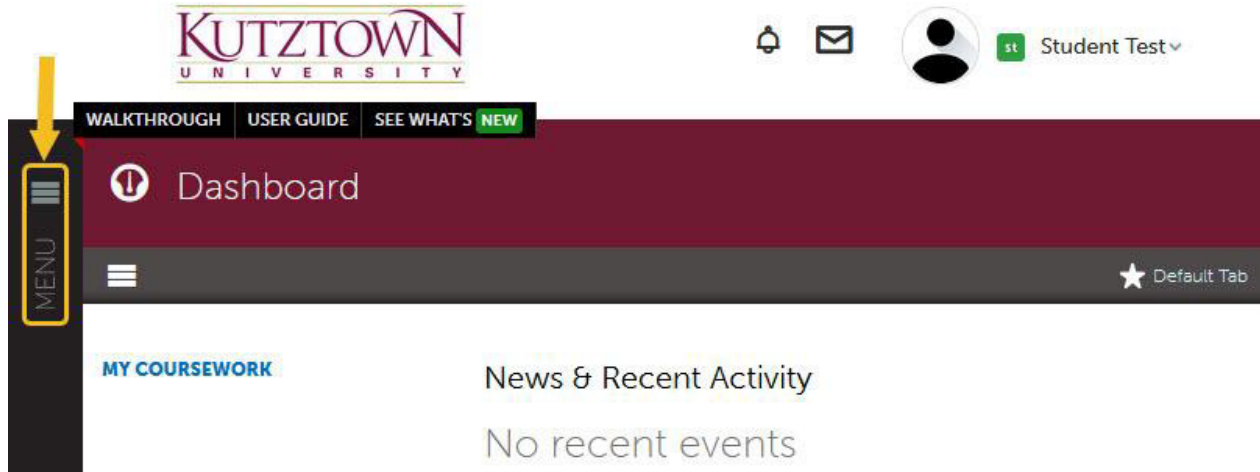 KUTZTOWN
UNIVERSITY
st Student Test
WALKTHROUGH USER GUIDE SEE WHAT'S NEW
MENU
Dashboard
Default Tab
MY COURSEWORK
News & Recent Activity
No recent events